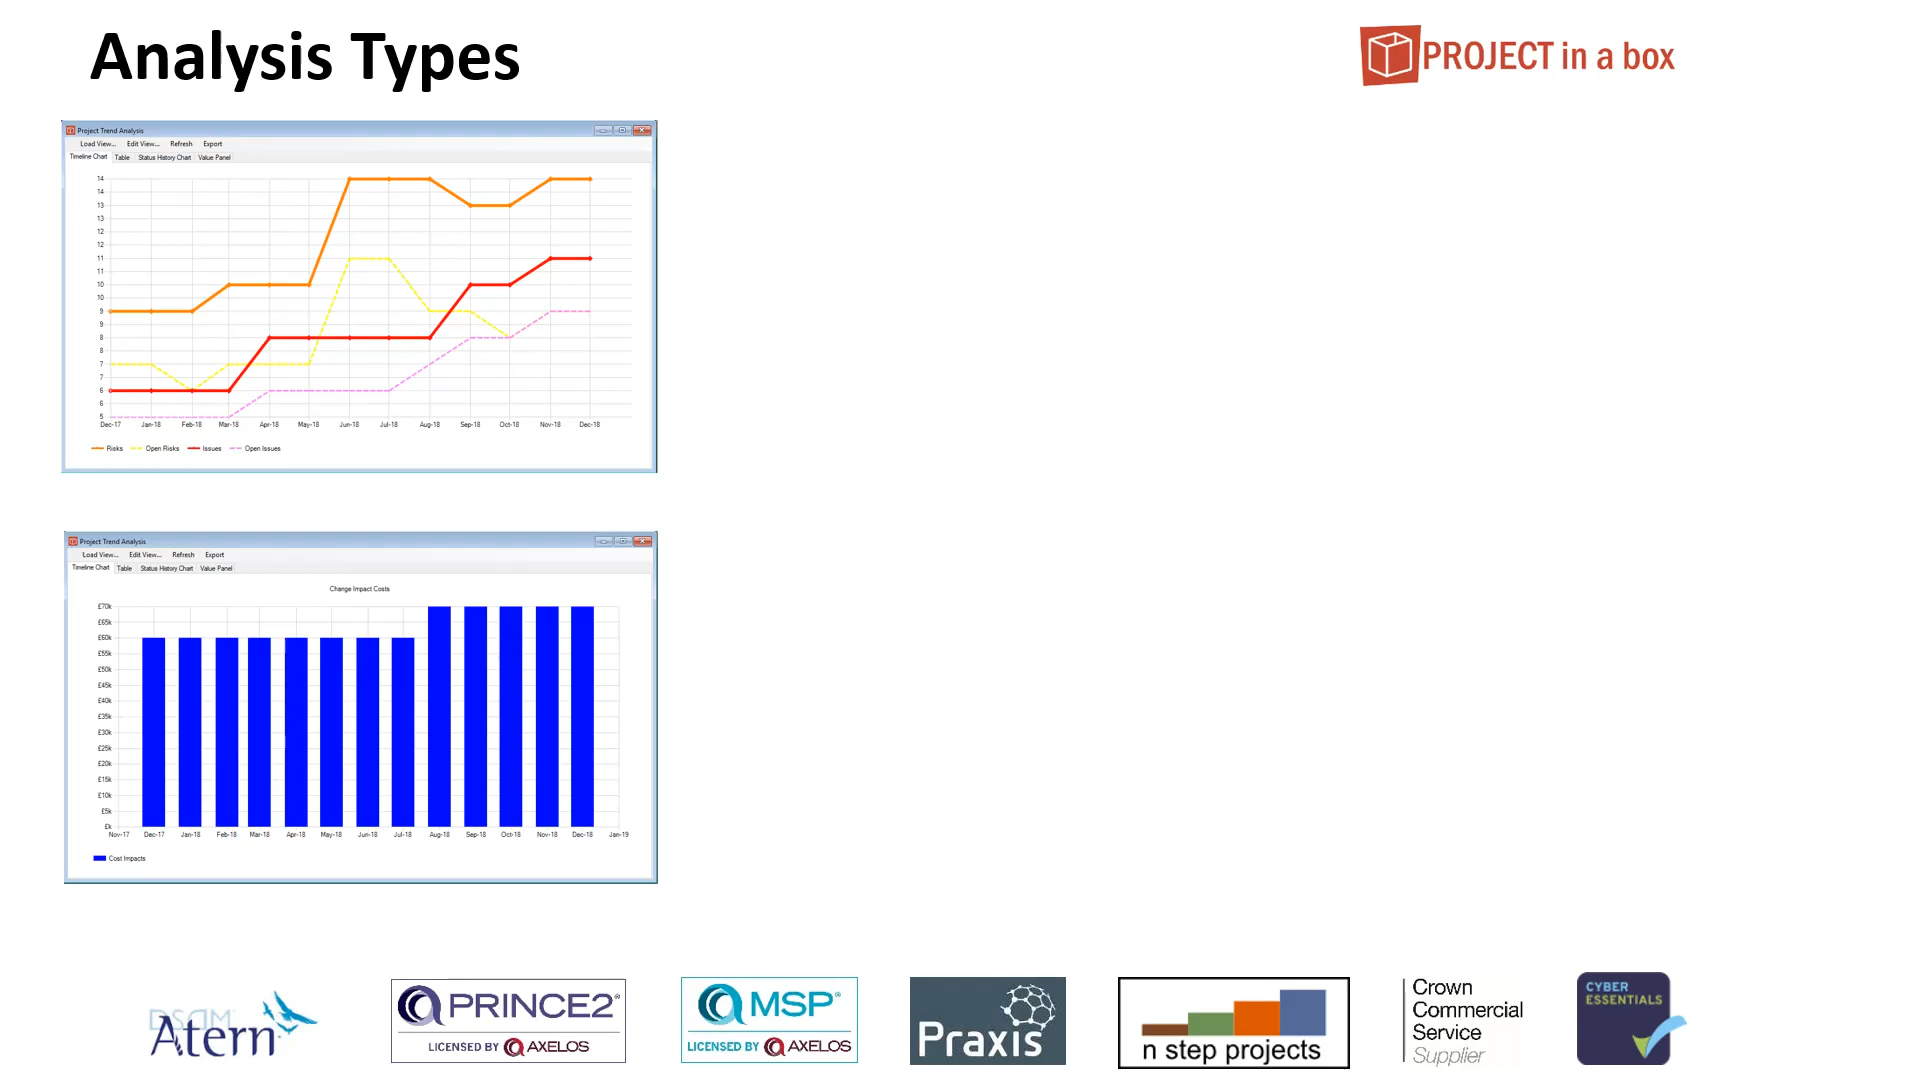 Analysis Types
PROJECT in a box
Project Trend Analysis
Load View... Edit View... Refresh Export
Timeline Chart Table Status History Chart Value Panel
14
14
13
13
12
12
11
11
10
10
9
9
8
8
7
7
6
6
5
Dec-17 Jan-18 Feb-18 Mar-18 Apr-18 May-18 Jun-18 Jul-18 Aug-18 Sep-18 Oct-18 Nov-18 Dec-18
Risks Open Risks Issues Open Issues
Project Trend Analysis
Load View... Edit View... Refresh Export
Timeline Chart Table Status History Chart Value Panel
Change Impact Costs
£70k
£65k
£60k
£55k
£50k
£45k
£40k
£35k
£30k
£25k
£20k
£15k
£10k
£5k
£k
Nov-17 Dec-17 Jan-18 Feb-18 Mar-18 Apr-18 May-18 Jun-18 Jul-18 Aug-18 Sep-18 Oct-18 Nov-18 Dec-18 Jan-19
Cost Impacts
DSDM
Atern
PRINCE2®
LICENSED BY AXELOS
MSP®
LICENSED BY AXELOS
Praxis
n step projects
Crown
Commercial
Service
Supplier
CYBER
ESSENTIALS